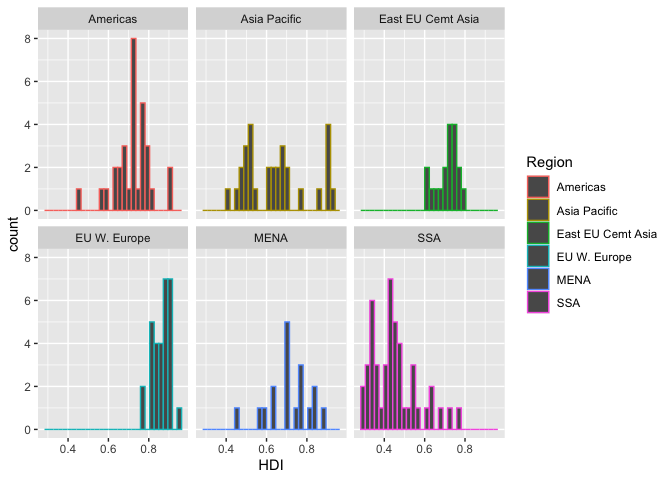 Americas Asia Pacific East EU Cemt Asia
8
6
4
2
0
EU W. Europe MENA SSA
8
6
4
2
0
0.4 0.6 0.8 0.4 0.6 0.8 0.4 0.6 0.8
HDI
count
Region
Americas
Asia Pacific
East EU Cemt Asia
EU W. Europe
MENA
SSA